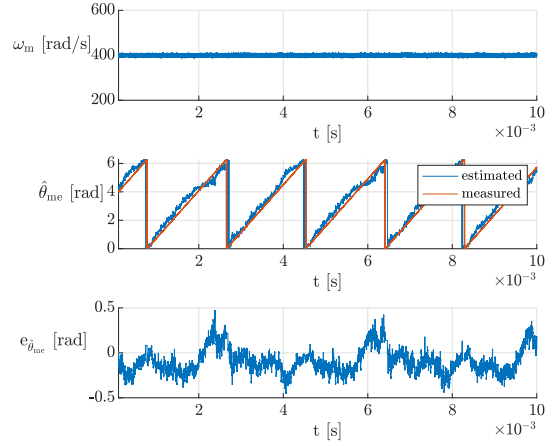 600
400
200
ω_m [rad/s]
2 4 6 8 10
t [s]
×10⁻³
6
4
2
0
θ̂_me [rad]
estimated
measured
2 4 6 8 10
t [s]
×10⁻³
0.5
0
-0.5
e_θ̂_me [rad]
2 4 6 8 10
t [s]
×10⁻³